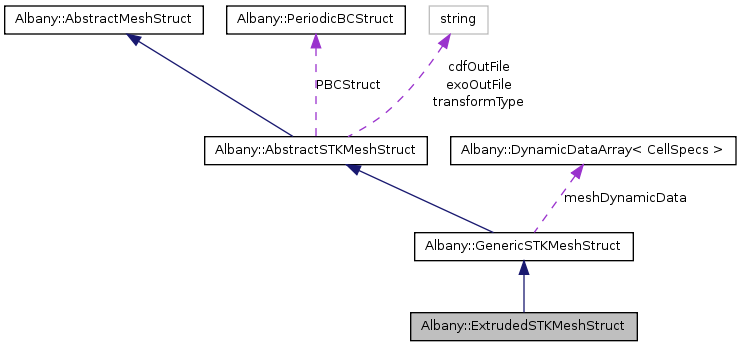 Albany::AbstractMeshStruct
Albany::PeriodicBCStruct
string
PBCStruct
cdfOutFile
exoOutFile
transformType
Albany::AbstractSTKMeshStruct
Albany::DynamicDataArray< CellSpecs >
meshDynamicData
Albany::GenericSTKMeshStruct
Albany::ExtrudedSTKMeshStruct